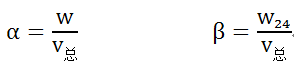 α = w / v总    β = w₂₄ / v总